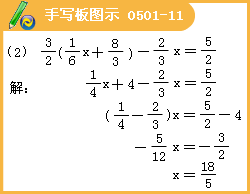 手写板图示 0501-11
(2) 3/2(1/6x+8/3)-2/3x=5/2
解: 1/4x+4-2/3x=5/2
(1/4-2/3)x=5/2-4
-5/12x=-3/2
x=18/5